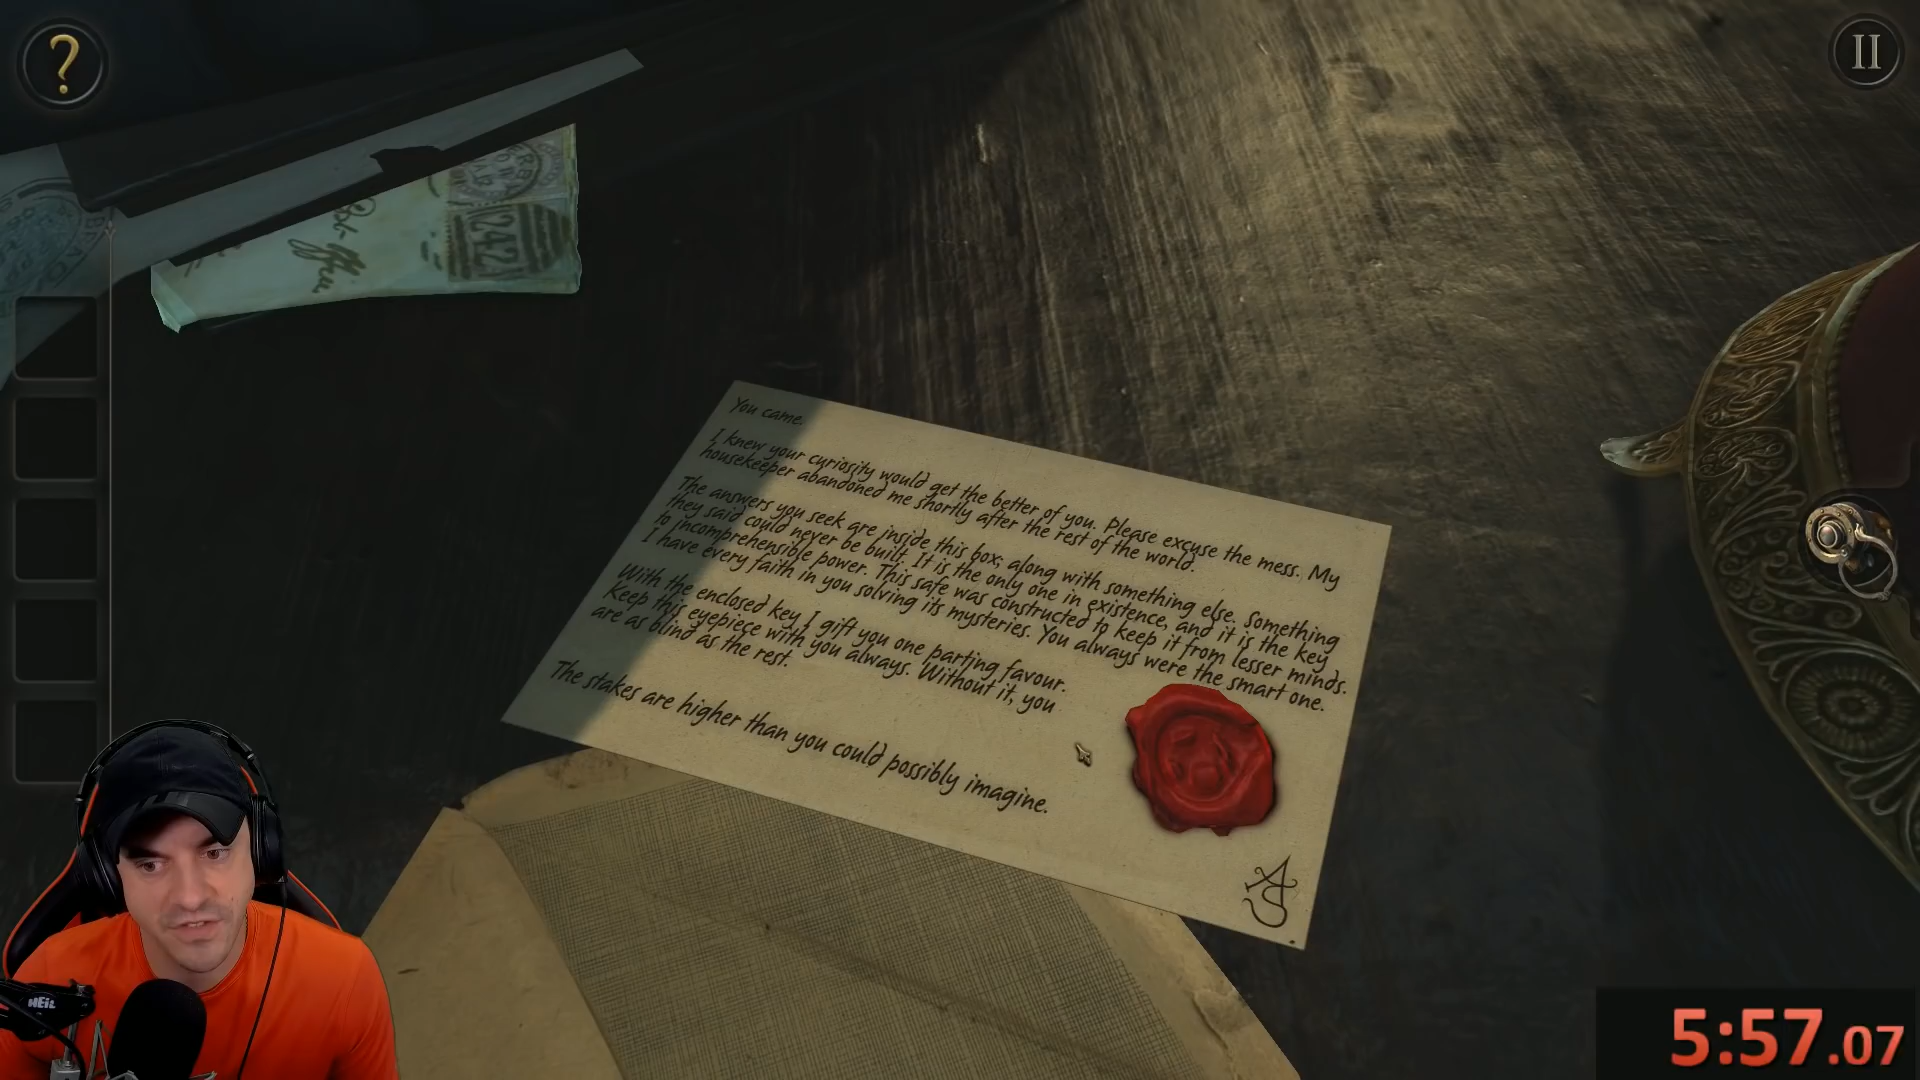 ?
II
1242
You came.
I knew your curiosity would get the better of you. Please excuse the mess. My
housekeeper abandoned me shortly after the rest of the world.
The answers you seek are inside this box; along with something else. Something
they said could never be built. It is the only one in existence, and it is the key
to incomprehensible power. This safe was constructed to keep it from lesser minds.
I have every faith in you solving its mysteries. You always were the smart one.
With the enclosed key I gift you one parting favour.
Keep this eyepiece with you always. Without it, you
are as blind as the rest.
The stakes are higher than you could possibly imagine.
AS
HEiL
5:57.07